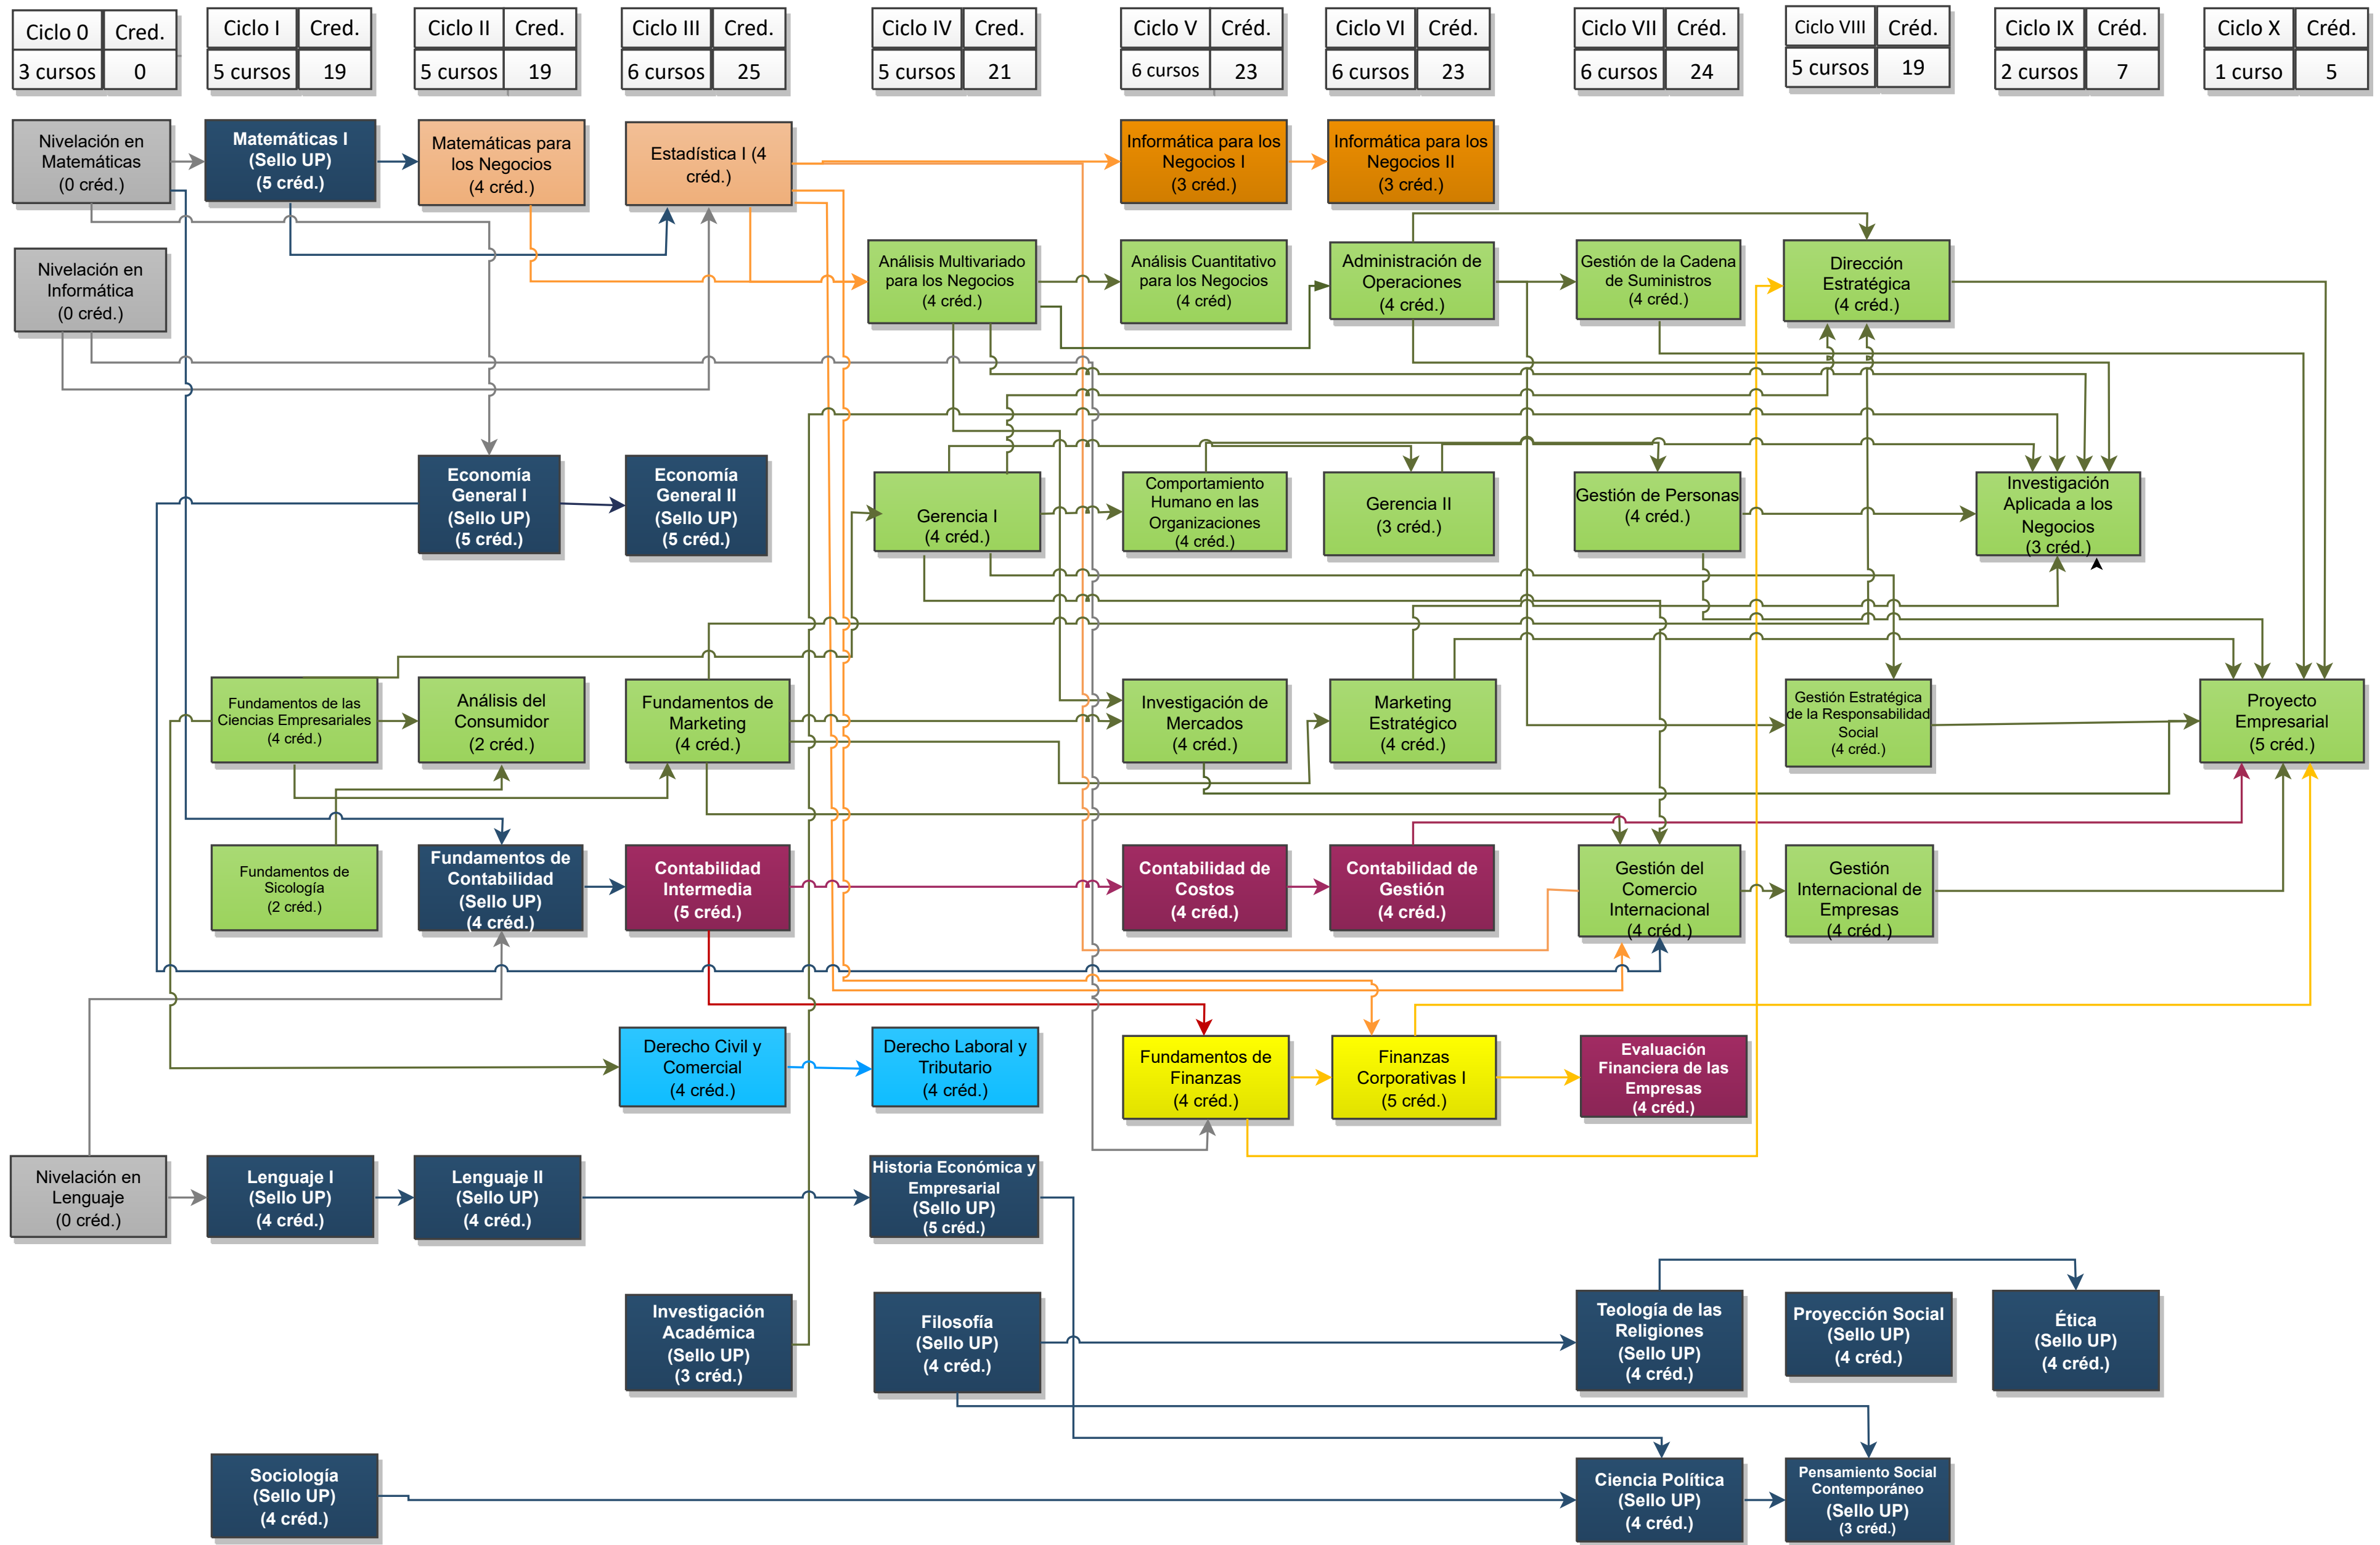 Ciclo 0 Cred.
3 cursos 0
Ciclo I Cred.
5 cursos 19
Ciclo II Cred.
5 cursos 19
Ciclo III Cred.
6 cursos 25
Ciclo IV Cred.
5 cursos 21
Ciclo V Créd.
6 cursos 23
Ciclo VI Créd.
6 cursos 23
Ciclo VII Créd.
6 cursos 24
Ciclo VIII Créd.
5 cursos 19
Ciclo IX Créd.
2 cursos 7
Ciclo X Créd.
1 curso 5
Nivelación en
Matemáticas
(0 créd.)
Matemáticas I
(Sello UP)
(5 créd.)
Matemáticas para
los Negocios
(4 créd.)
Estadística I (4
créd.)
Informática para los
Negocios I
(3 créd.)
Informática para los
Negocios II
(3 créd.)
Nivelación en
Informática
(0 créd.)
Análisis Multivariado
para los Negocios
(4 créd.)
Análisis Cuantitativo
para los Negocios
(4 créd)
Administración de
Operaciones
(4 créd.)
Gestión de la Cadena
de Suministros
(4 créd.)
Dirección
Estratégica
(4 créd.)
Economía
General I
(Sello UP)
(5 créd.)
Economía
General II
(Sello UP)
(5 créd.)
Gerencia I
(4 créd.)
Comportamiento
Humano en las
Organizaciones
(4 créd.)
Gerencia II
(3 créd.)
Gestión de Personas
(4 créd.)
Investigación
Aplicada a los
Negocios
(3 créd.)
Fundamentos de las
Ciencias Empresariales
(4 créd.)
Análisis del
Consumidor
(2 créd.)
Fundamentos de
Marketing
(4 créd.)
Investigación de
Mercados
(4 créd.)
Marketing
Estratégico
(4 créd.)
Gestión Estratégica
de la Responsabilidad
Social
(4 créd.)
Proyecto
Empresarial
(5 créd.)
Fundamentos de
Sicología
(2 créd.)
Fundamentos de
Contabilidad
(Sello UP)
(4 créd.)
Contabilidad
Intermedia
(5 créd.)
Contabilidad de
Costos
(4 créd.)
Contabilidad de
Gestión
(4 créd.)
Gestión del
Comercio
Internacional
(4 créd.)
Gestión
Internacional de
Empresas
(4 créd.)
Derecho Civil y
Comercial
(4 créd.)
Derecho Laboral y
Tributario
(4 créd.)
Fundamentos de
Finanzas
(4 créd.)
Finanzas
Corporativas I
(5 créd.)
Evaluación
Financiera de las
Empresas
(4 créd.)
Nivelación en
Lenguaje
(0 créd.)
Lenguaje I
(Sello UP)
(4 créd.)
Lenguaje II
(Sello UP)
(4 créd.)
Historia Económica y
Empresarial
(Sello UP)
(5 créd.)
Investigación
Académica
(Sello UP)
(3 créd.)
Filosofía
(Sello UP)
(4 créd.)
Teología de las
Religiones
(Sello UP)
(4 créd.)
Proyección Social
(Sello UP)
(4 créd.)
Ética
(Sello UP)
(4 créd.)
Sociología
(Sello UP)
(4 créd.)
Ciencia Política
(Sello UP)
(4 créd.)
Pensamiento Social
Contemporáneo
(Sello UP)
(3 créd.)